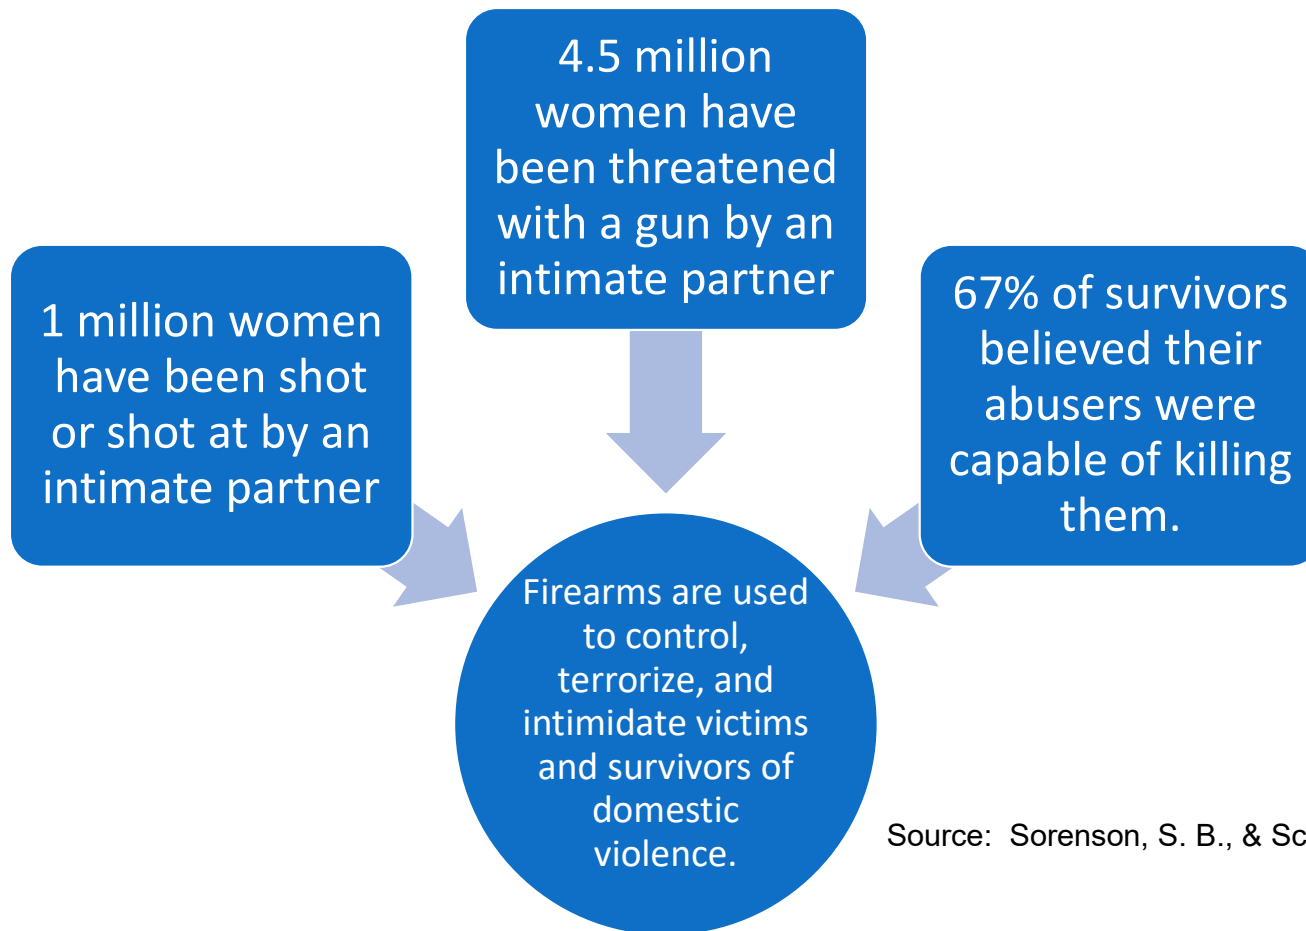 4.5 million
women have
been threatened
with a gun by an
intimate partner
1 million women
have been shot
or shot at by an
intimate partner
67% of survivors
believed their
abusers were
capable of killing
them.
Firearms are used
to control,
terrorize, and
intimidate victims
and survivors of
domestic
violence.
Source: Sorenson, S. B., & Sc